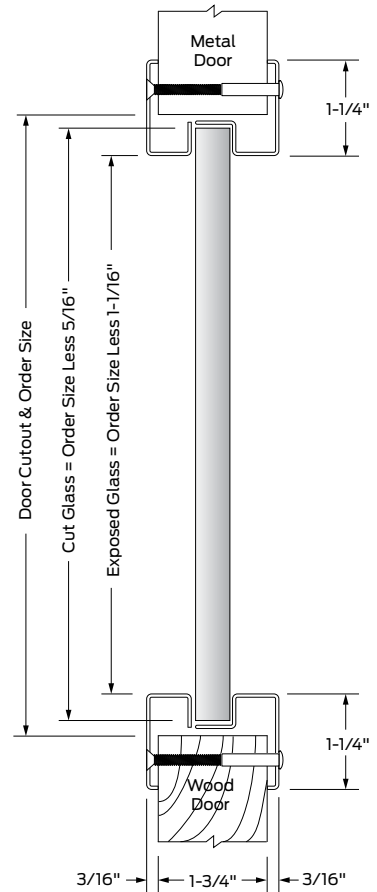 Metal
Door
1-1/4"
Door Cutout & Order Size
Cut Glass = Order Size Less 5/16"
Exposed Glass = Order Size Less 1-1/16"
1-1/4"
Wood
Door
3/16"
1-3/4"
3/16"